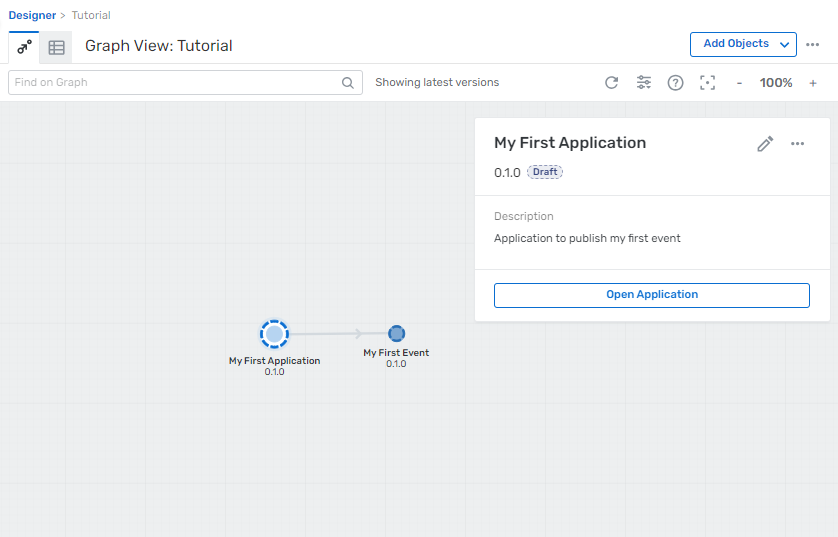 Designer > Tutorial
Graph View: Tutorial
Add Objects
Find on Graph
Showing latest versions
- 100% +
My First Application
0.1.0 Draft
Description
Application to publish my first event
Open Application
My First Application
0.1.0
My First Event
0.1.0